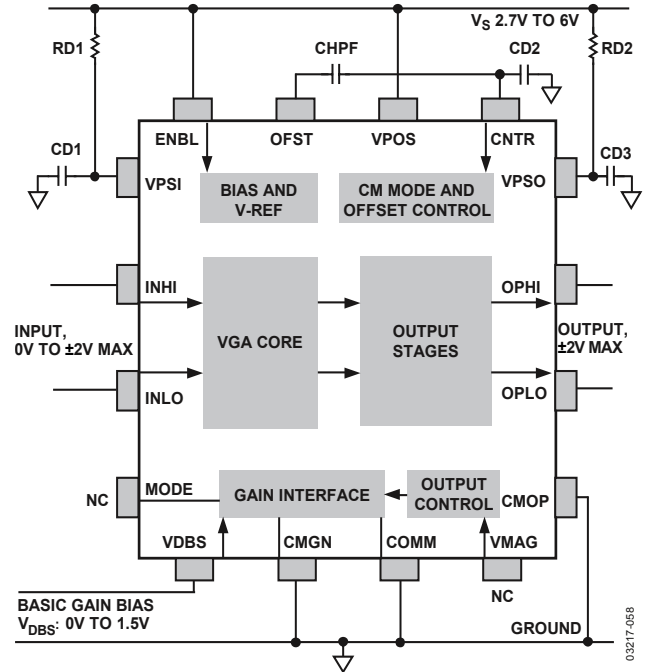 V_S 2.7V TO 6V
RD1
CHPF
CD2
RD2
ENBL
OFST
VPOS
CNTR
CD1
VPSI
BIAS AND
V-REF
CM MODE AND
OFFSET CONTROL
VPSO
CD3
INHI
OPHI
INPUT,
0V TO ±2V MAX
VGA CORE
OUTPUT
STAGES
OUTPUT,
±2V MAX
INLO
OPLO
NC
MODE
GAIN INTERFACE
OUTPUT
CONTROL
CMOP
VDBS
CMGN
COMM
VMAG
NC
BASIC GAIN BIAS
V_DBS: 0V TO 1.5V
GROUND
03217-058